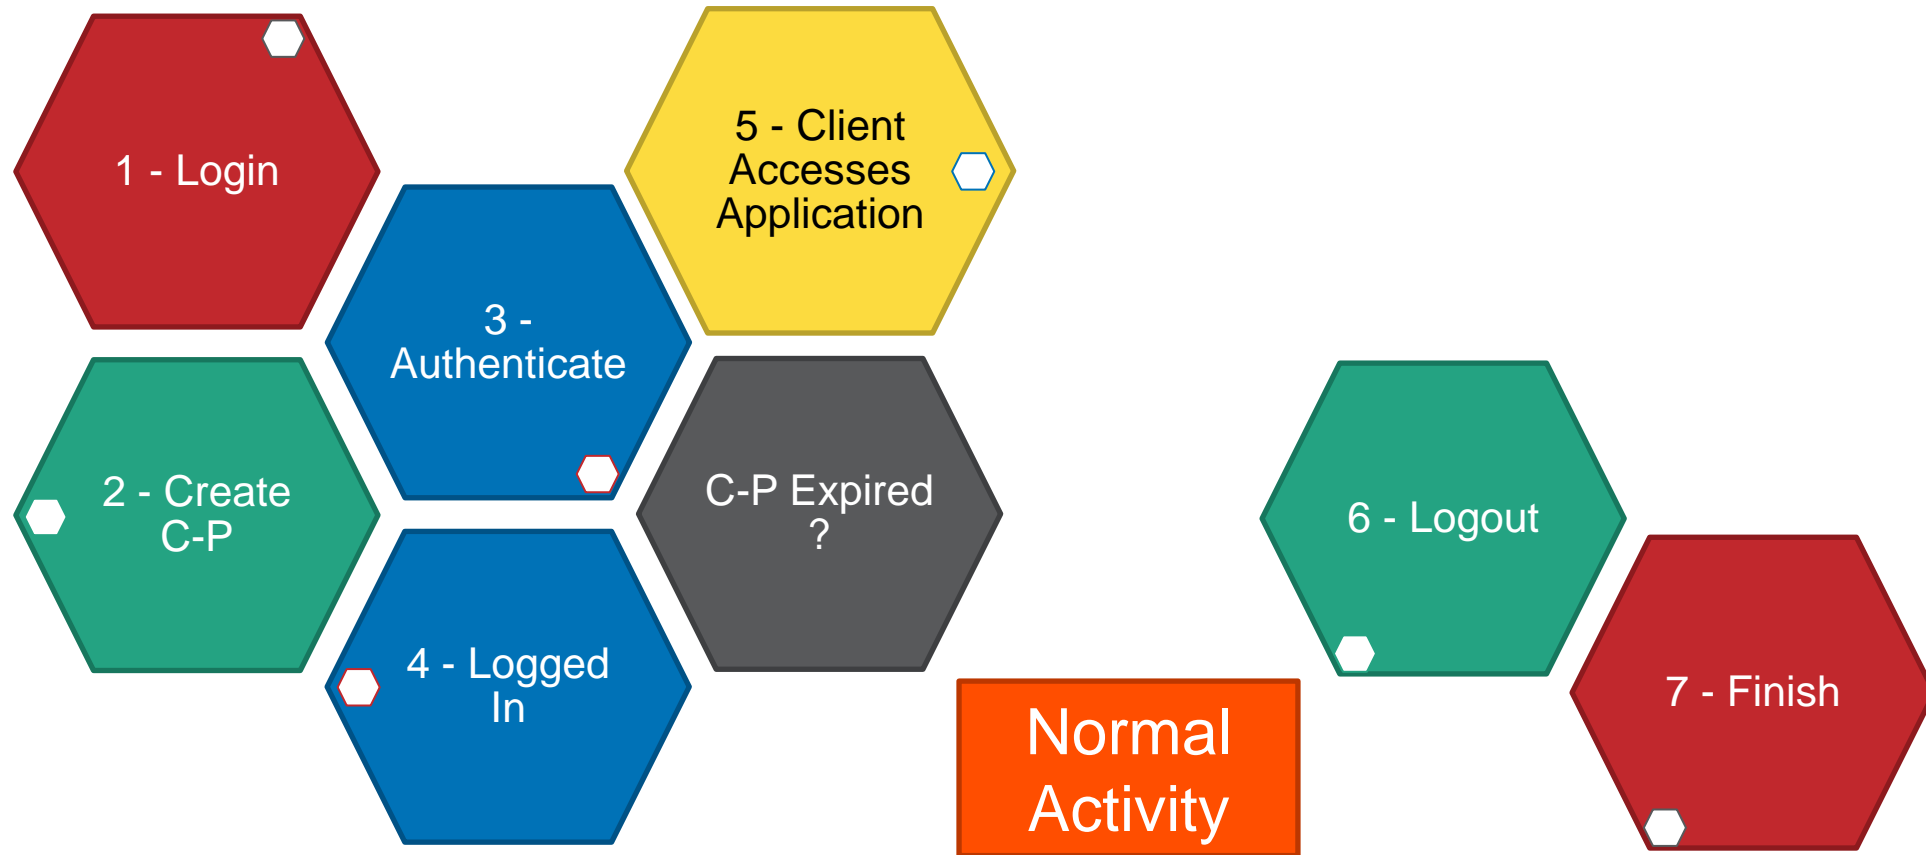 1 - Login
2 - Create
C-P
3 -
Authenticate
4 - Logged
In
5 - Client
Accesses
Application
C-P Expired
?
6 - Logout
7 - Finish
Normal
Activity